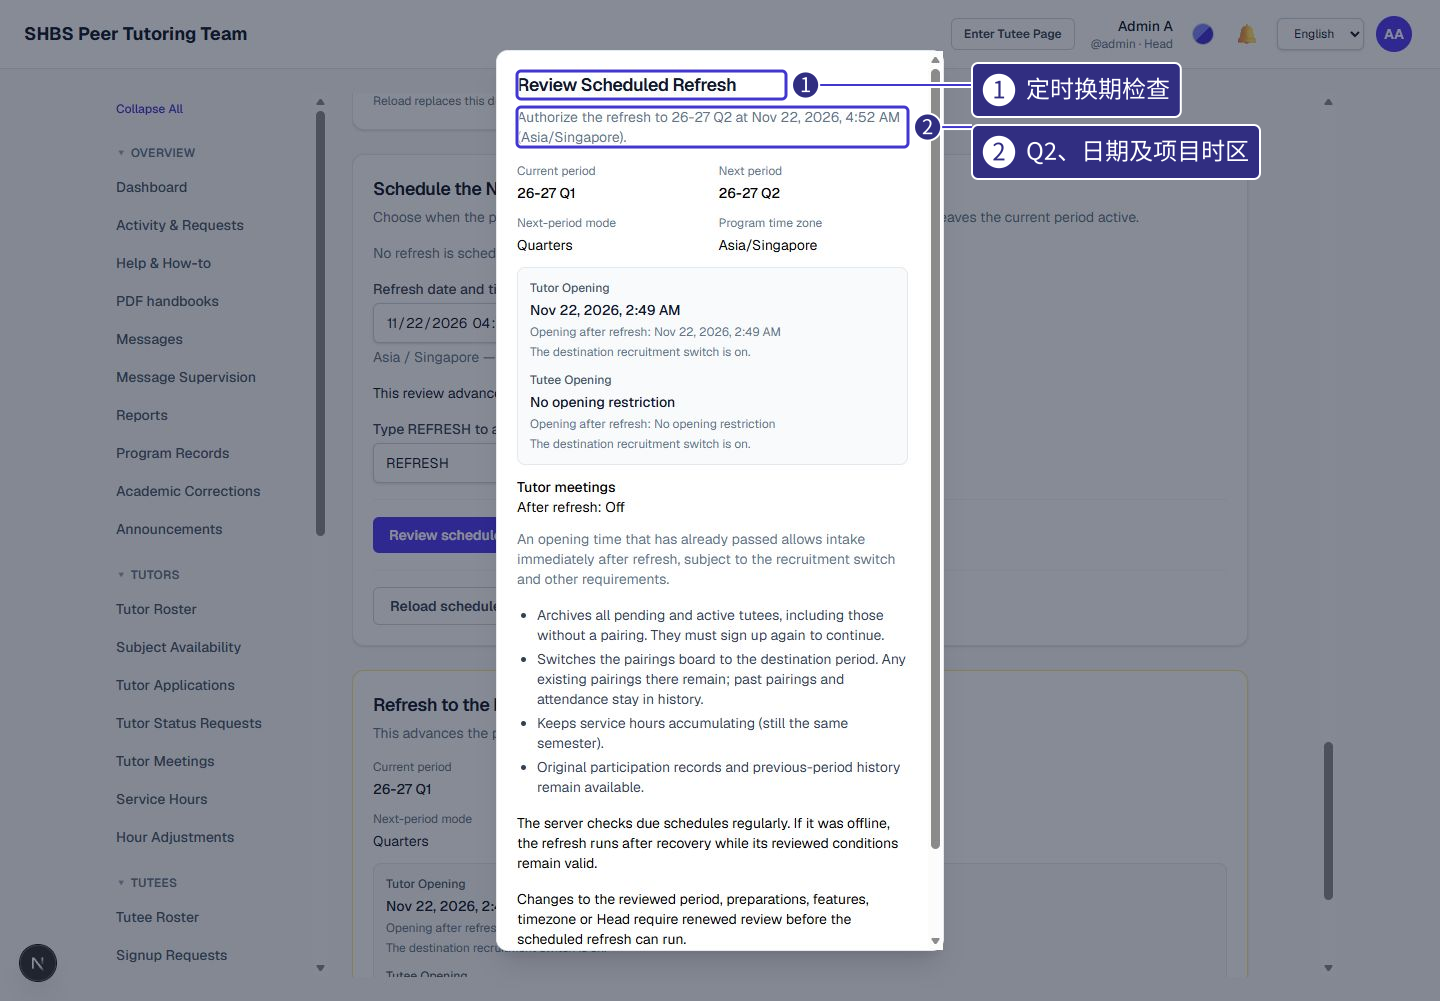 SHBS Peer Tutoring Team
Enter Tutee Page
Admin A
@admin · Head
English
AA
Collapse All
OVERVIEW
Dashboard
Activity & Requests
Help & How-to
PDF handbooks
Messages
Message Supervision
Reports
Program Records
Academic Corrections
Announcements
TUTORS
Tutor Roster
Subject Availability
Tutor Applications
Tutor Status Requests
Tutor Meetings
Service Hours
Hour Adjustments
TUTEES
Tutee Roster
Signup Requests
N
Reload replaces this d
Schedule the N
Choose when the p
eaves the current period active.
No refresh is sched
Refresh date and ti
11/22/2026 04:
Asia / Singapore —
This review advanc
Type REFRESH to a
REFRESH
Review schedule
Reload schedule
Refresh to the
This advances the p
Current period
26-27 Q1
Next-period mode
Quarters
Tutor Opening
Nov 22, 2026, 2:4
Opening after refres
The destination recru
Tutee Opening
Review Scheduled Refresh
1
1 定时换期检查
Authorize the refresh to 26-27 Q2 at Nov 22, 2026, 4:52 AM
(Asia/Singapore).
2
2 Q2、日期及项目时区
Current period
Next period
26-27 Q1
26-27 Q2
Next-period mode
Program time zone
Quarters
Asia/Singapore
Tutor Opening
Nov 22, 2026, 2:49 AM
Opening after refresh: Nov 22, 2026, 2:49 AM
The destination recruitment switch is on.
Tutee Opening
No opening restriction
Opening after refresh: No opening restriction
The destination recruitment switch is on.
Tutor meetings
After refresh: Off
An opening time that has already passed allows intake
immediately after refresh, subject to the recruitment switch
and other requirements.
• Archives all pending and active tutees, including those
without a pairing. They must sign up again to continue.
• Switches the pairings board to the destination period. Any
existing pairings there remain; past pairings and
attendance stay in history.
• Keeps service hours accumulating (still the same
semester).
• Original participation records and previous-period history
remain available.
The server checks due schedules regularly. If it was offline,
the refresh runs after recovery while its reviewed conditions
remain valid.
Changes to the reviewed period, preparations, features,
timezone or Head require renewed review before the
scheduled refresh can run.